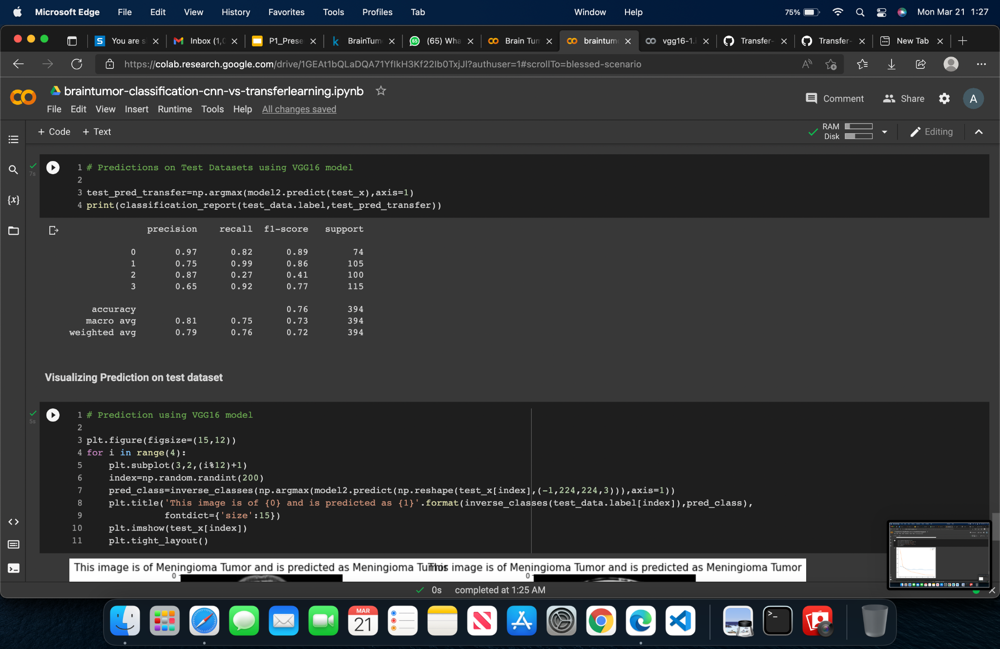 Microsoft Edge File Edit View History Favorites Tools Profiles Tab Window Help 75% Mon Mar 21 1:27
You are s Inbox (1,0 P1_Prese BrainTum (65) Wha Brain Tum braintumo vgg16-1.i Transfer- Transfer- New Tab
https://colab.research.google.com/drive/1GEAt1bQLaDQA71YfIkH3Kf22Ib0TxjJl?authuser=1#scrollTo=blessed-scenario
braintumor-classification-cnn-vs-transferlearning.ipynb
Comment Share A
File Edit View Insert Runtime Tools Help All changes saved
+ Code + Text
RAM
Disk
Editing
7s
1 # Predictions on Test Datasets using VGG16 model
2
3 test_pred_transfer=np.argmax(model2.predict(test_x),axis=1)
4 print(classification_report(test_data.label,test_pred_transfer))
precision recall f1-score support
0 0.97 0.82 0.89 74
1 0.75 0.99 0.86 105
2 0.87 0.27 0.41 100
3 0.65 0.92 0.77 115
accuracy 0.76 394
macro avg 0.81 0.75 0.73 394
weighted avg 0.79 0.76 0.72 394
Visualizing Prediction on test dataset
5s
1 # Prediction using VGG16 model
2
3 plt.figure(figsize=(15,12))
4 for i in range(4):
5 plt.subplot(3,2,(i%12)+1)
6 index=np.random.randint(200)
7 pred_class=inverse_classes(np.argmax(model2.predict(np.reshape(test_x[index],(-1,224,224,3))),axis=1))
8 plt.title('This image is of {0} and is predicted as {1}'.format(inverse_classes(test_data.label[index]),pred_class),
9 fontdict={'size':15})
10 plt.imshow(test_x[index])
11 plt.tight_layout()
This image is of Meningioma Tumor and is predicted as Meningioma Tumor
This image is of Meningioma Tumor and is predicted as Meningioma Tumor
0 0
0s completed at 1:25 AM
MAR
21